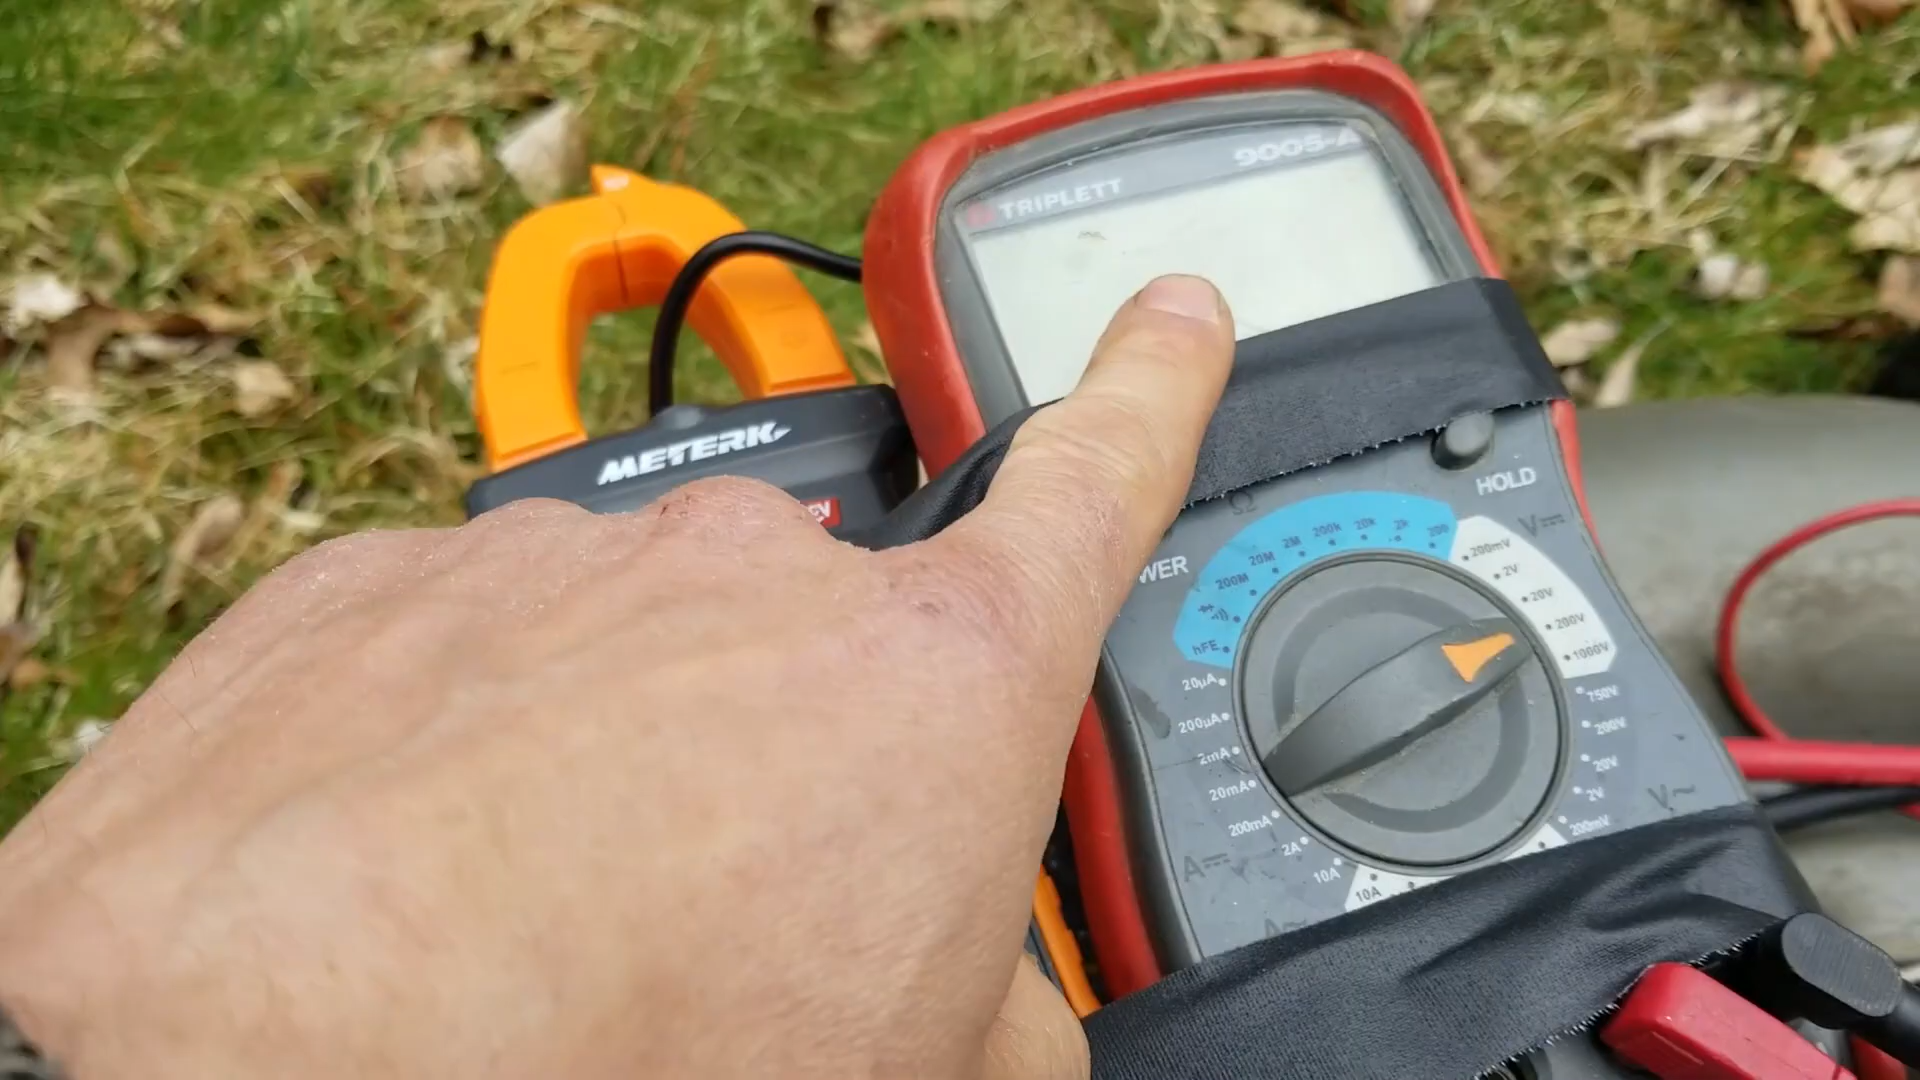 9005-A
TRIPLETT
METERK
HOLD
WER
Ω
V
200M
20M
2M
200k
20k
2k
200
hFE
200mV
2V
20V
200V
1000V
750V
200V
20V
2V
200mV
V~
20µA
200µA
2mA
20mA
200mA
2A
10A
10A
A